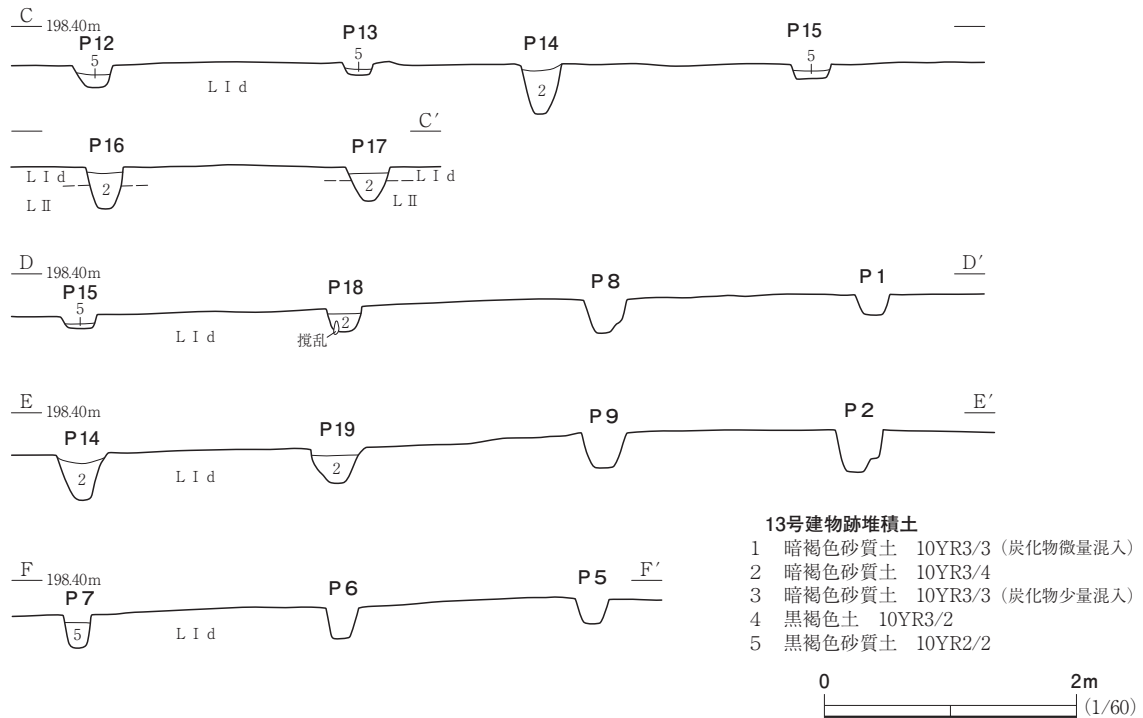 C 198.40m
P12 P13 P14 P15
5 5 2 5
L Ⅰ d
C′
P16 P17
L Ⅰ d 2 2 L Ⅰ d
L Ⅱ L Ⅱ
D 198.40m D′
P15 P18 P8 P1
5 2
L Ⅰ d 撹乱
E 198.40m E′
P14 P19 P9 P2
2 L Ⅰ d 2
F 198.40m F′
P7 P6 P5
5 L Ⅰ d
13号建物跡堆積土
1 暗褐色砂質土 10YR3/3(炭化物微量混入)
2 暗褐色砂質土 10YR3/4
3 暗褐色砂質土 10YR3/3(炭化物少量混入)
4 黒褐色土 10YR3/2
5 黒褐色砂質土 10YR2/2
0 2m
(1/60)